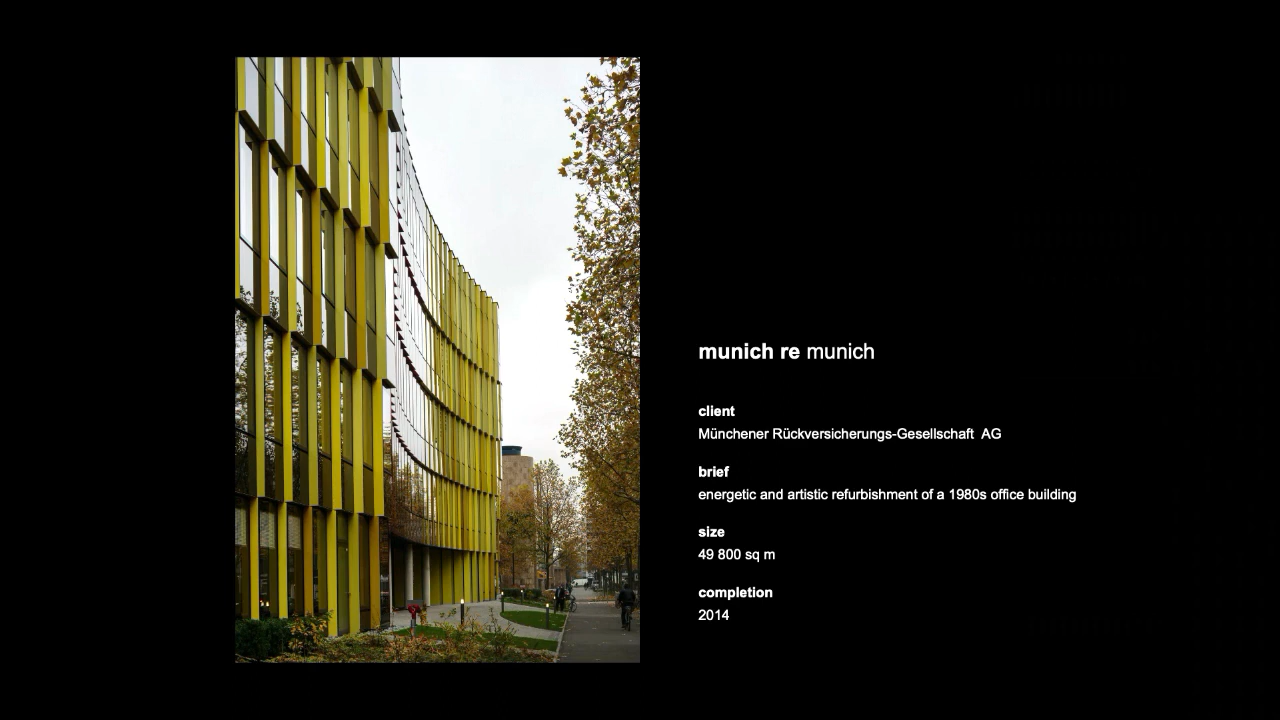 munich re munich
client
Münchener Rückversicherungs-Gesellschaft  AG
brief
energetic and artistic refurbishment of a 1980s office building
size
49 800 sq m
completion
2014